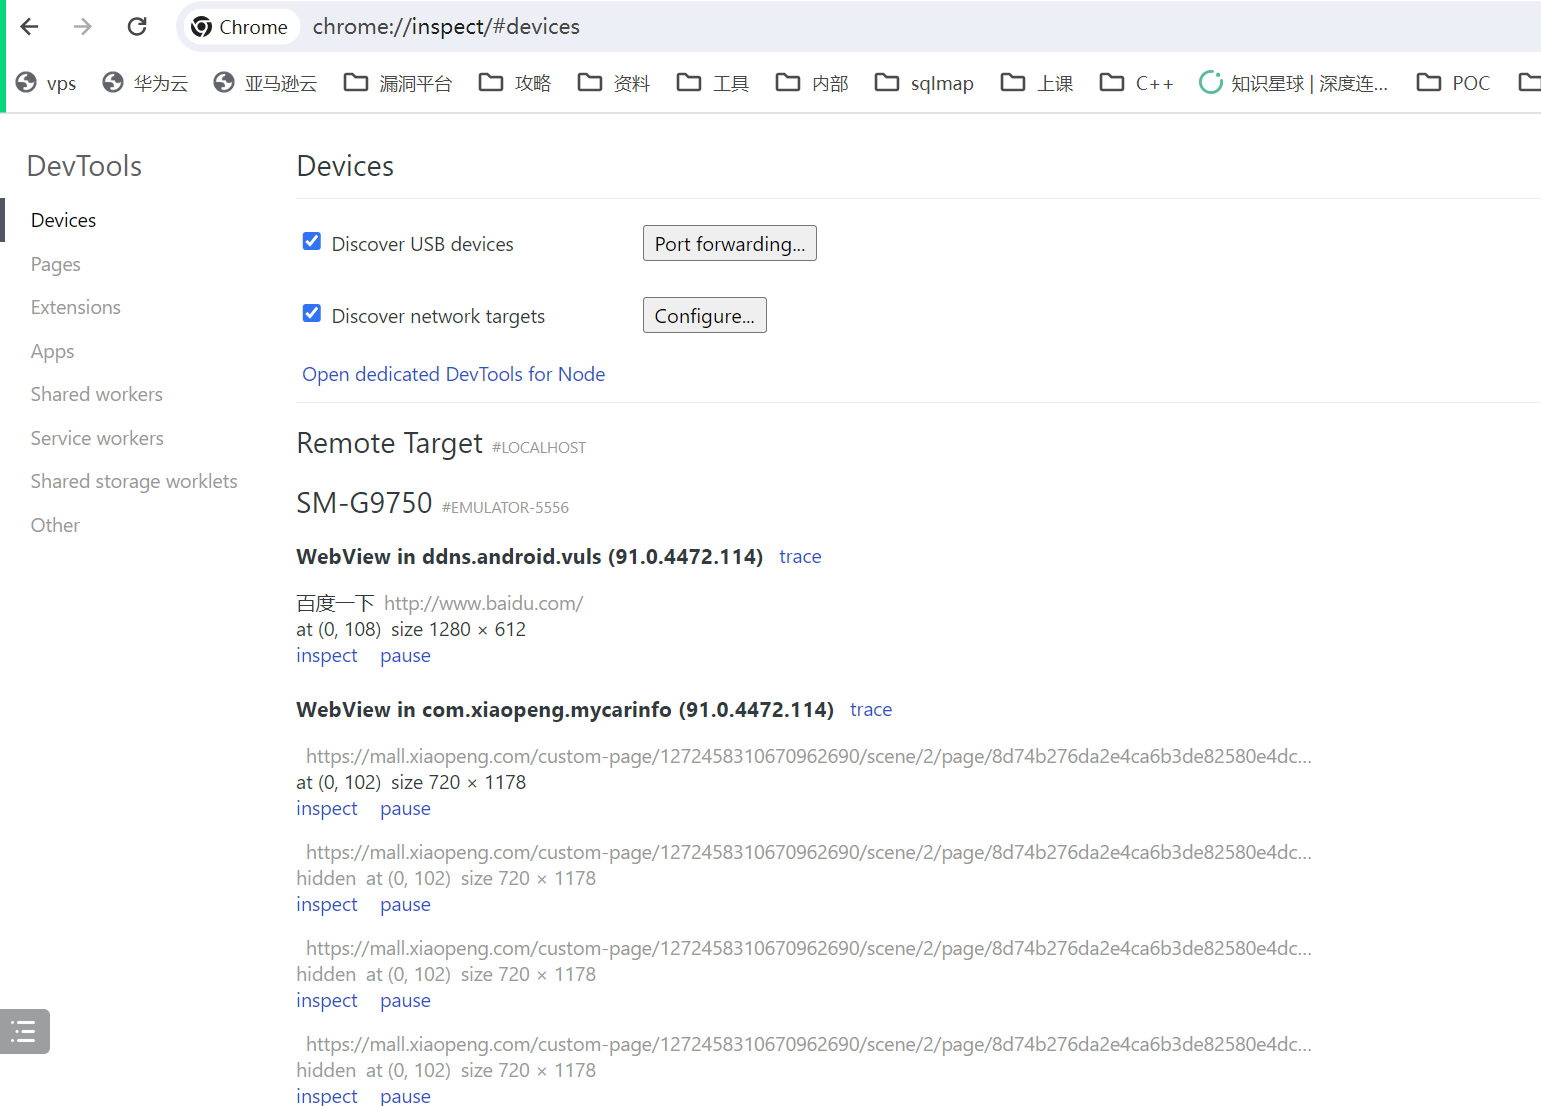 Chrome chrome://inspect/#devices
vps 华为云 亚马逊云 漏洞平台 攻略 资料 工具 内部 sqlmap 上课 C++ 知识星球 | 深度连... POC
DevTools
Devices
Pages
Extensions
Apps
Shared workers
Service workers
Shared storage worklets
Other
Devices
Discover USB devices Port forwarding...
Discover network targets Configure...
Open dedicated DevTools for Node
Remote Target #LOCALHOST
SM-G9750 #EMULATOR-5556
WebView in ddns.android.vuls (91.0.4472.114) trace
百度一下 http://www.baidu.com/
at (0, 108) size 1280 × 612
inspect pause
WebView in com.xiaopeng.mycarinfo (91.0.4472.114) trace
https://mall.xiaopeng.com/custom-page/1272458310670962690/scene/2/page/8d74b276da2e4ca6b3de82580e4dc...
at (0, 102) size 720 × 1178
inspect pause
https://mall.xiaopeng.com/custom-page/1272458310670962690/scene/2/page/8d74b276da2e4ca6b3de82580e4dc...
hidden at (0, 102) size 720 × 1178
inspect pause
https://mall.xiaopeng.com/custom-page/1272458310670962690/scene/2/page/8d74b276da2e4ca6b3de82580e4dc...
hidden at (0, 102) size 720 × 1178
inspect pause
https://mall.xiaopeng.com/custom-page/1272458310670962690/scene/2/page/8d74b276da2e4ca6b3de82580e4dc...
hidden at (0, 102) size 720 × 1178
inspect pause